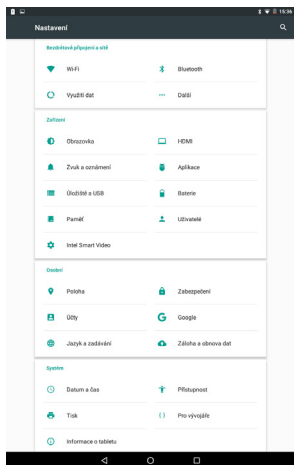 15:36
Nastavení
Bezdrátová připojení a sítě
Wi-Fi
Bluetooth
Využití dat
Další
Zařízení
Obrazovka
HDMI
Zvuk a oznámení
Aplikace
Úložiště a USB
Baterie
Paměť
Uživatelé
Intel Smart Video
Osobní
Poloha
Zabezpečení
Účty
Google
Jazyk a zadávání
Záloha a obnova dat
Systém
Datum a čas
Přístupnost
Tisk
Pro vývojáře
Informace o tabletu